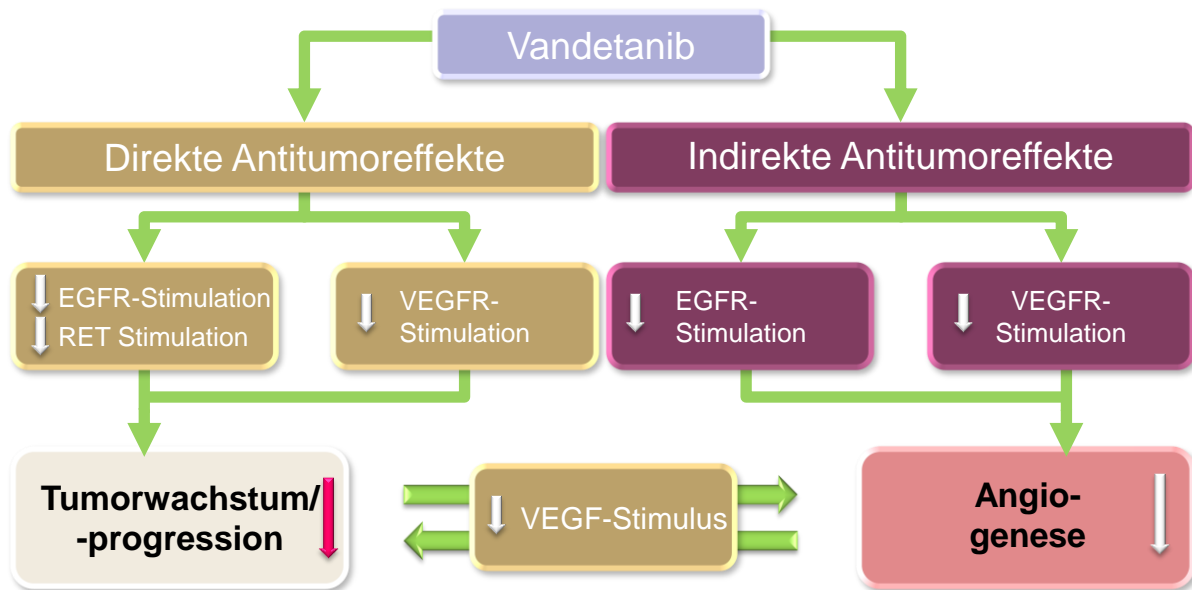 Vandetanib
Direkte Antitumoreffekte
Indirekte Antitumoreffekte
EGFR-Stimulation
RET Stimulation
VEGFR-
Stimulation
EGFR-
Stimulation
VEGFR-
Stimulation
Tumorwachstum/
-progression
VEGF-Stimulus
Angio-
genese